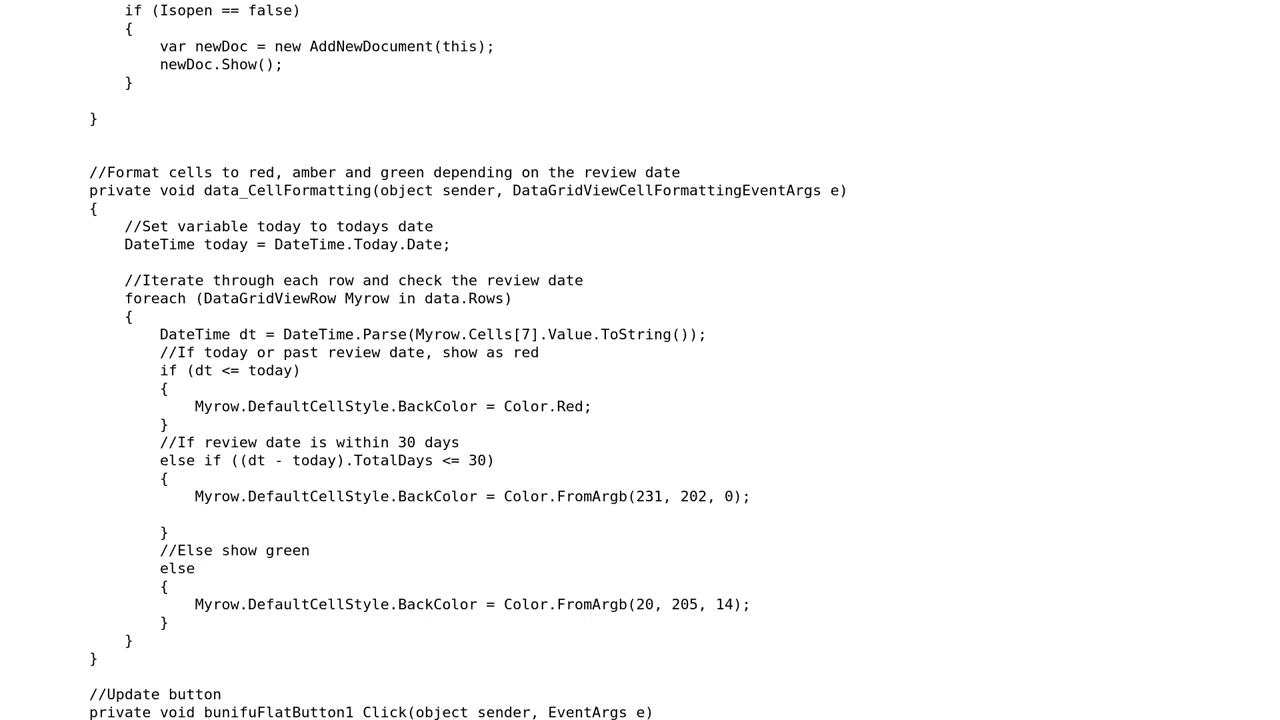 if (Isopen == false)
{
var newDoc = new AddNewDocument(this);
newDoc.Show();
}
}
//Format cells to red, amber and green depending on the review date
private void data_CellFormatting(object sender, DataGridViewCellFormattingEventArgs e)
{
//Set variable today to todays date
DateTime today = DateTime.Today.Date;
//Iterate through each row and check the review date
foreach (DataGridViewRow Myrow in data.Rows)
{
DateTime dt = DateTime.Parse(Myrow.Cells[7].Value.ToString());
//If today or past review date, show as red
if (dt <= today)
{
Myrow.DefaultCellStyle.BackColor = Color.Red;
}
//If review date is within 30 days
else if ((dt - today).TotalDays <= 30)
{
Myrow.DefaultCellStyle.BackColor = Color.FromArgb(231, 202, 0);
}
//Else show green
else
{
Myrow.DefaultCellStyle.BackColor = Color.FromArgb(20, 205, 14);
}
}
}
//Update button
private void bunifuFlatButton1_Click(object sender, EventArgs e)